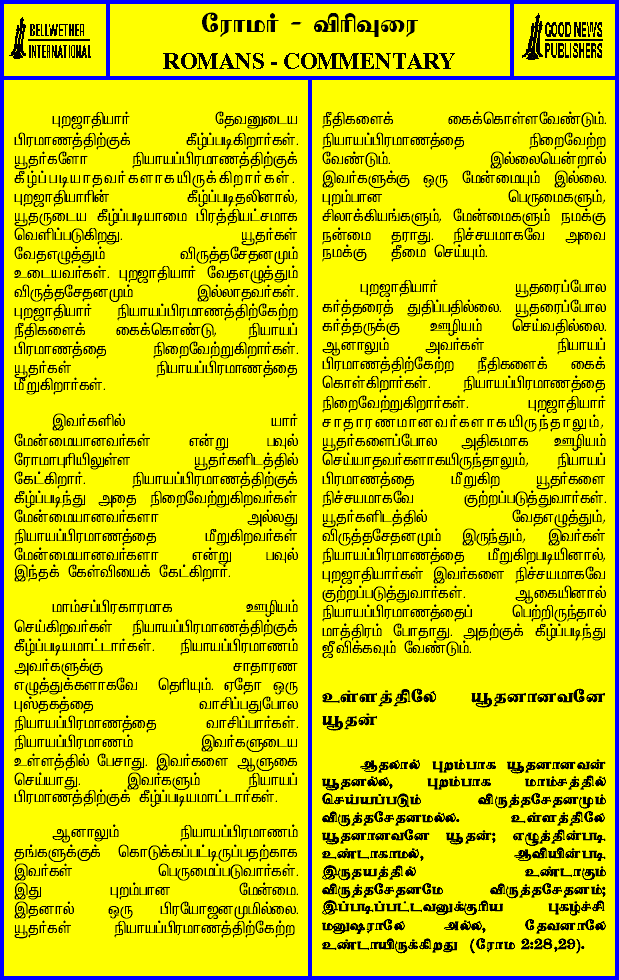 BELLWETHER
INTERNATIONAL
ரோமர் - விரிவுரை
ROMANS - COMMENTARY
GOOD NEWS
PUBLISHERS
புறஜாதியார் தேவனுடைய
பிரமாணத்திற்குக் கீழ்ப்படிகிறார்கள்.
யூதர்களோ நியாயப்பிரமாணத்திற்குக்
கீழ்ப்படியாதவர்களாகயிருக்கிறார்கள்.
புறஜாதியாரின் கீழ்ப்படிதலினால்,
யூதருடைய கீழ்ப்படியாமை பிரத்தியட்சமாக
வெளிப்படுகிறது. யூதர்கள்
வேதஎழுத்தும் விருத்தசேதனமும்
உடையவர்கள். புறஜாதியார் வேதஎழுத்தும்
விருத்தசேதனமும் இல்லாதவர்கள்.
புறஜாதியார் நியாயப்பிரமாணத்திற்கேற்ற
நீதிகளைக் கைக்கொண்டு, நியாயப்
பிரமாணத்தை நிறைவேற்றுகிறார்கள்.
யூதர்கள் நியாயப்பிரமாணத்தை
மீறுகிறார்கள்.
இவர்களில் யார்
மேன்மையானவர்கள் என்று பவுல்
ரோமாபுரியிலுள்ள யூதர்களிடத்தில்
கேட்கிறார். நியாயப்பிரமாணத்திற்குக்
கீழ்ப்படிந்து அதை நிறைவேற்றுகிறவர்கள்
மேன்மையானவர்களா அல்லது
நியாயப்பிரமாணத்தை மீறுகிறவர்கள்
மேன்மையானவர்களா என்று பவுல்
இந்தக் கேள்வியைக் கேட்கிறார்.
மாம்சப்பிரகாரமாக ஊழியம்
செய்கிறவர்கள் நியாயப்பிரமாணத்திற்குக்
கீழ்ப்படியமாட்டார்கள். நியாயப்பிரமாணம்
அவர்களுக்கு சாதாரண
எழுத்துக்களாகவே தெரியும். ஏதோ ஒரு
புஸ்தகத்தை வாசிப்பதுபோல
நியாயப்பிரமாணத்தை வாசிப்பார்கள்.
நியாயப்பிரமாணம் இவர்களுடைய
உள்ளத்தில் பேசாது. இவர்களை ஆளுகை
செய்யாது. இவர்களும் நியாயப்
பிரமாணத்திற்குக் கீழ்ப்படியமாட்டார்கள்.
ஆனாலும் நியாயப்பிரமாணம்
தங்களுக்குக் கொடுக்கப்பட்டிருப்பதற்காக
இவர்கள் பெருமைப்படுவார்கள்.
இது புறம்பான மேன்மை.
இதனால் ஒரு பிரயோஜனமுமில்லை.
யூதர்கள் நியாயப்பிரமாணத்திற்கேற்ற
நீதிகளைக் கைக்கொள்ளவேண்டும்.
நியாயப்பிரமாணத்தை நிறைவேற்ற
வேண்டும். இல்லையென்றால்
இவர்களுக்கு ஒரு மேன்மையும் இல்லை.
புறம்பான பெருமைகளும்,
சிலாக்கியங்களும், மேன்மைகளும் நமக்கு
நன்மை தராது. நிச்சயமாகவே அவை
நமக்கு தீமை செய்யும்.
புறஜாதியார் யூதரைப்போல
கர்த்தரைத் துதிப்பதில்லை. யூதரைப்போல
கர்த்தருக்கு ஊழியம் செய்வதில்லை.
ஆனாலும் அவர்கள் நியாயப்
பிரமாணத்திற்கேற்ற நீதிகளைக் கைக்
கொள்கிறார்கள். நியாயப்பிரமாணத்தை
நிறைவேற்றுகிறார்கள். புறஜாதியார்
சாதாரணமானவர்களாகயிருந்தாலும்,
யூதர்களைப்போல அதிகமாக ஊழியம்
செய்யாதவர்களாகயிருந்தாலும், நியாயப்
பிரமாணத்தை மீறுகிற யூதர்களை
நிச்சயமாகவே குற்றப்படுத்துவார்கள்.
யூதர்களிடத்தில் வேதஎழுத்தும்,
விருத்தசேதனமும் இருந்தும், இவர்கள்
நியாயப்பிரமாணத்தை மீறுகிறபடியினால்,
புறஜாதியார்கள் இவர்களை நிச்சயமாகவே
குற்றப்படுத்துவார்கள். ஆகையினால்
நியாயப்பிரமாணத்தைப் பெற்றிருந்தால்
மாத்திரம் போதாது. அதற்குக் கீழ்ப்படிந்து
ஜீவிக்கவும் வேண்டும்.
உள்ளத்திலே யூதனானவனே
யூதன்
ஆதலால் புறம்பாக யூதனானவன்
யூதனல்ல, புறம்பாக மாம்சத்தில்
செய்யப்படும் விருத்தசேதனமும்
விருத்தசேதனமல்ல. உள்ளத்திலே
யூதனானவனே யூதன்; எழுத்தின்படி
உண்டாகாமல், ஆவியின்படி
இருதயத்தில் உண்டாகும்
விருத்தசேதனமே விருத்தசேதனம்;
இப்படிப்பட்டவனுக்குரிய புகழ்ச்சி
மனுஷராலே அல்ல, தேவனாலே
உண்டாயிருக்கிறது (ரோம 2:28,29).